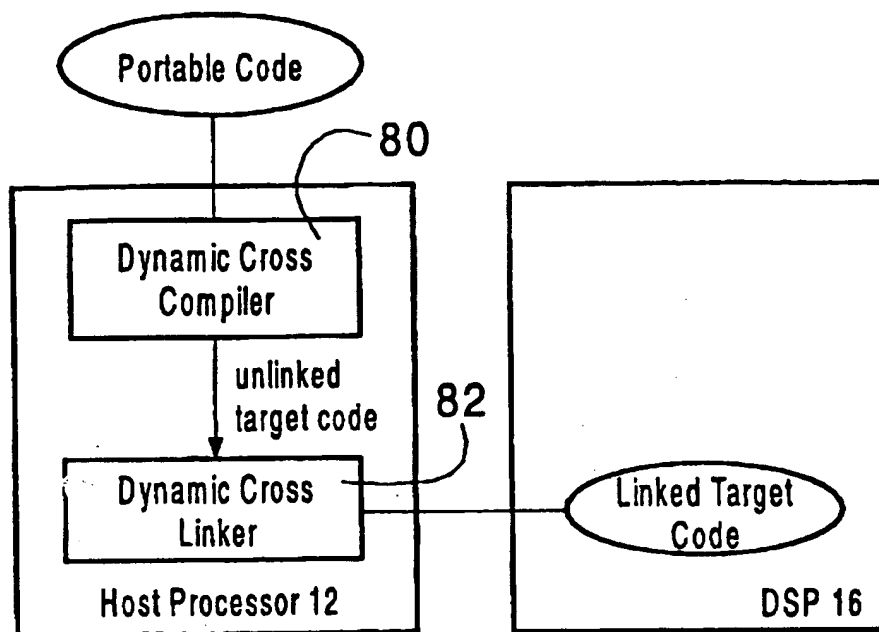 Portable Code
80
Dynamic Cross
Compiler
unlinked
target code
82
Dynamic Cross
Linker
Linked Target
Code
Host Processor 12
DSP 16